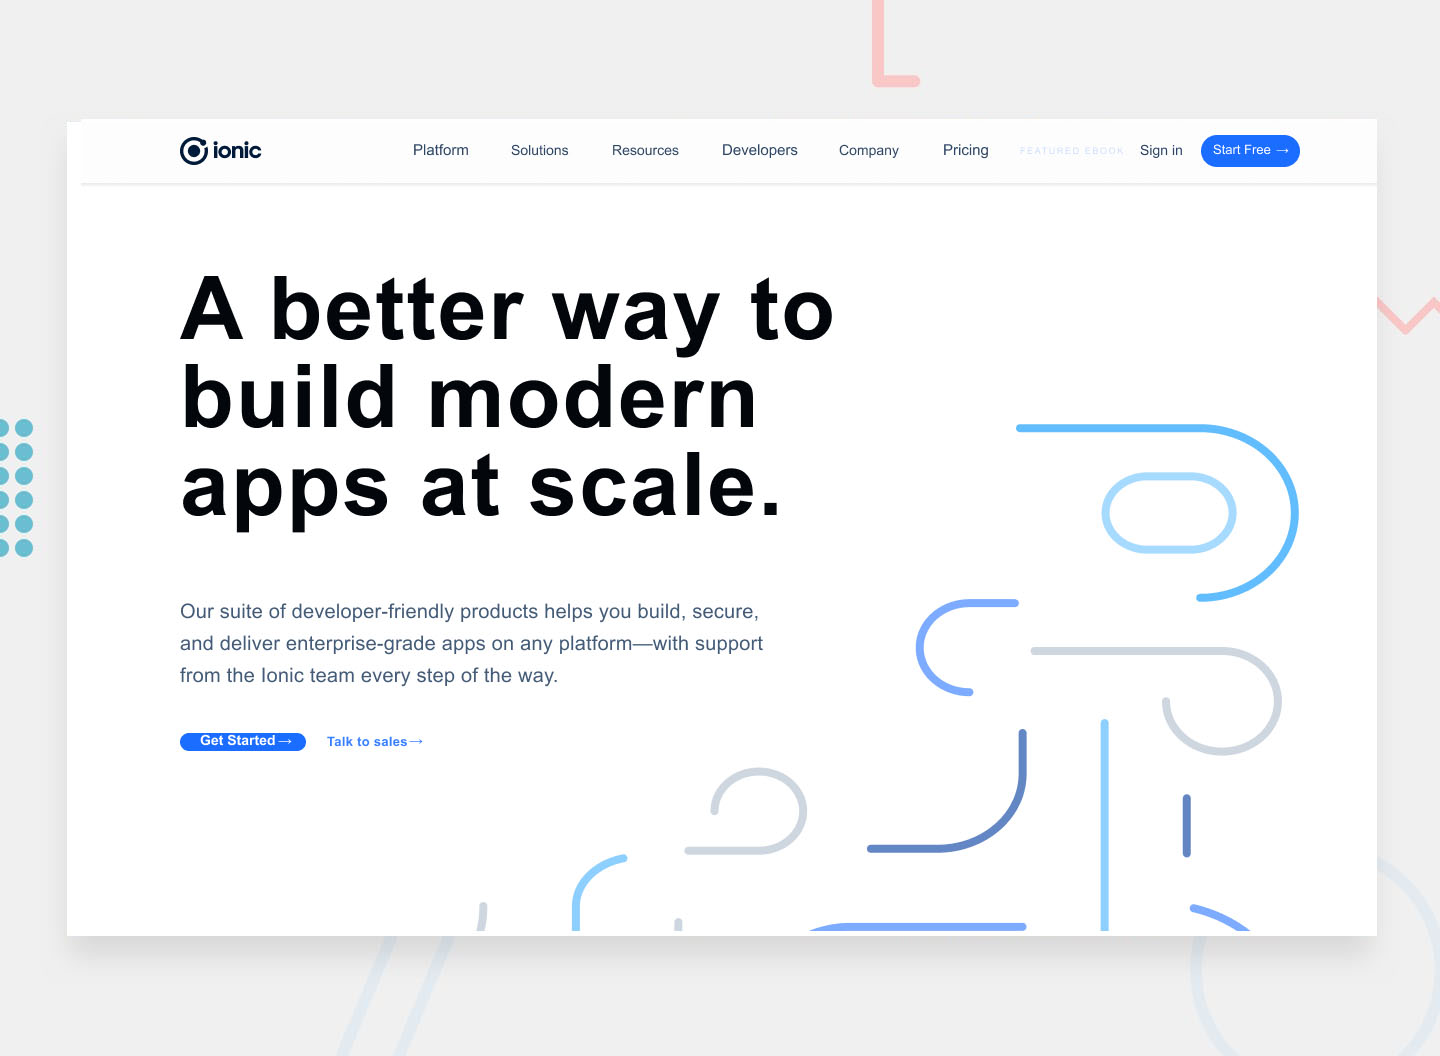 ionic
Platform
Solutions
Resources
Developers
Company
Pricing
FEATURED EBOOK
Sign in
Start Free →
A better way to
build modern
apps at scale.
Our suite of developer-friendly products helps you build, secure,
and deliver enterprise-grade apps on any platform—with support
from the Ionic team every step of the way.
Get Started→
Talk to sales→